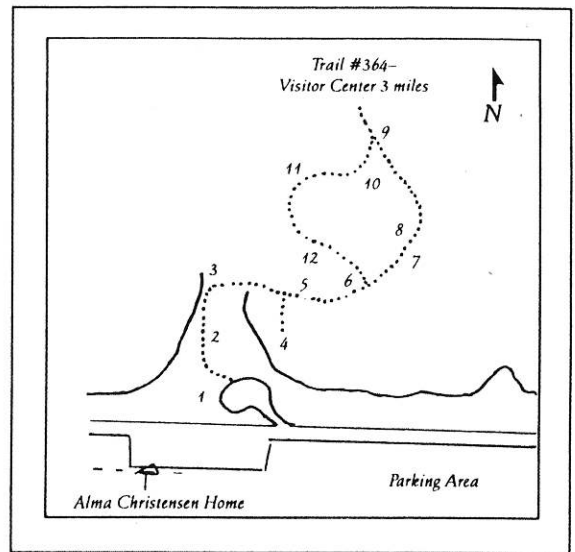 Trail #364–
Visitor Center 3 miles
N
9
11
10
8
12
7
3
6
5
4
2
1
Parking Area
Alma Christensen Home